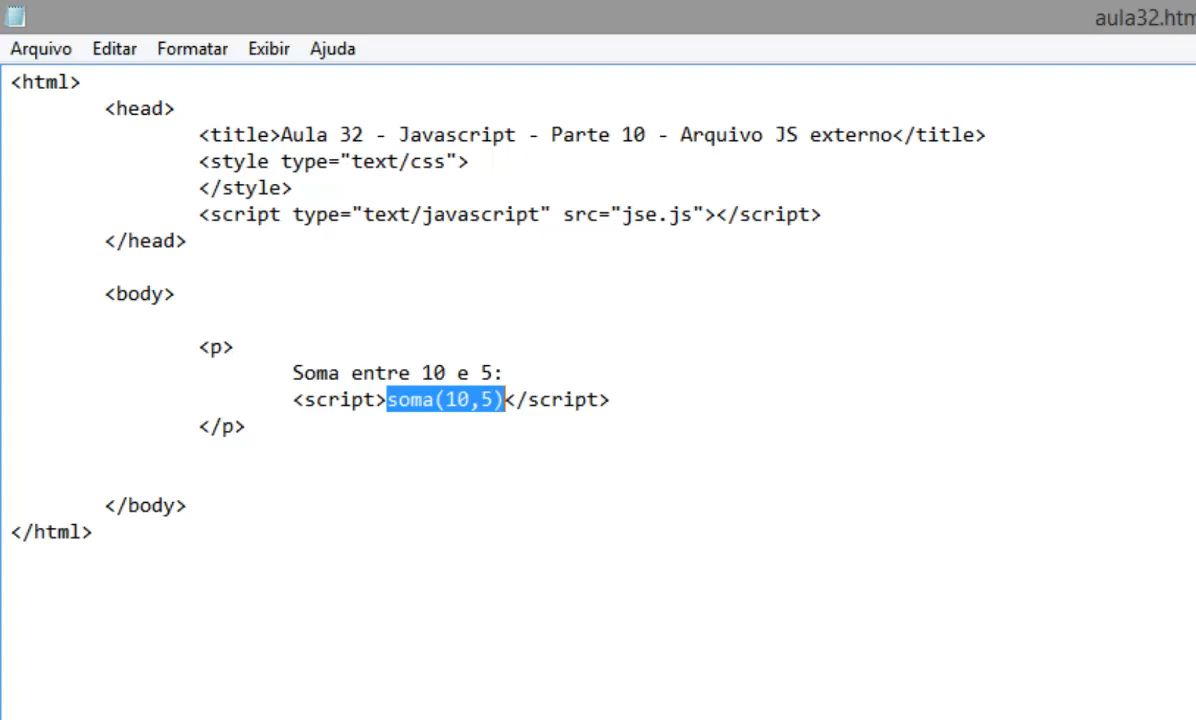 aula32.htm
Arquivo Editar Formatar Exibir Ajuda
<html>
<head>
<title>Aula 32 - Javascript - Parte 10 - Arquivo JS externo</title>
<style type="text/css">
</style>
<script type="text/javascript" src="jse.js"></script>
</head>
<body>
<p>
Soma entre 10 e 5:
<script>soma(10,5)</script>
</p>
</body>
</html>